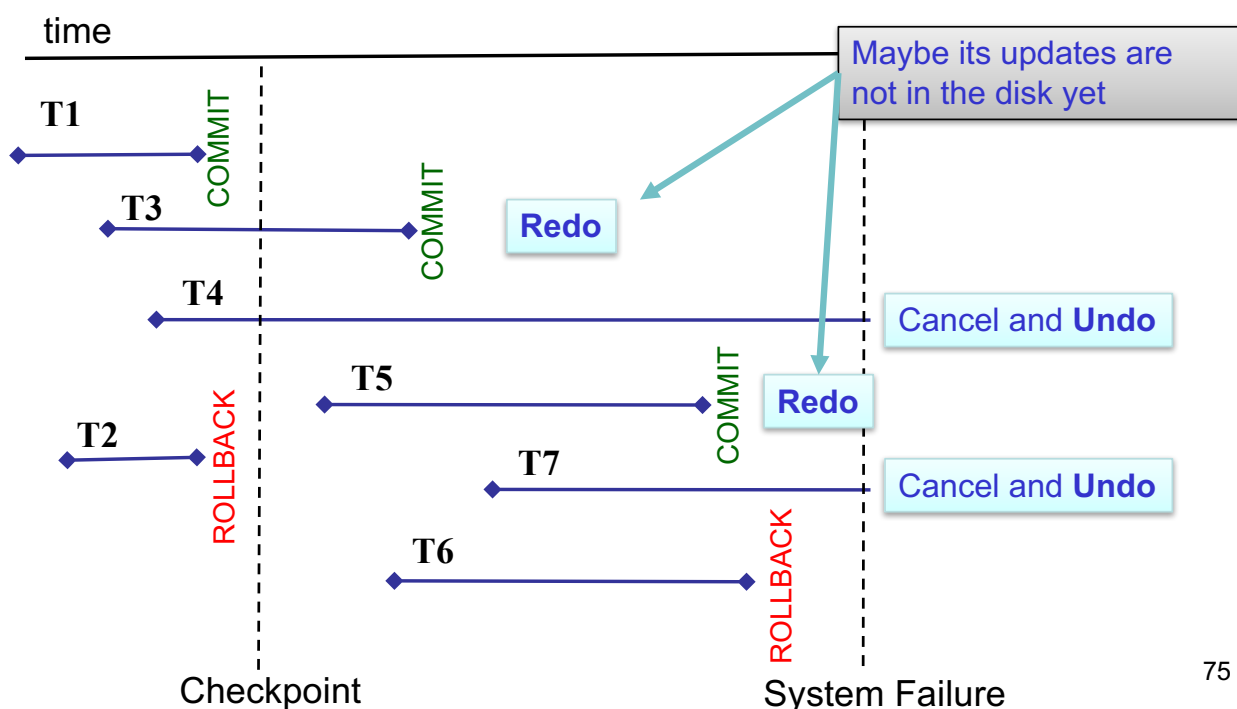 time
Maybe its updates are
not in the disk yet
T1
COMMIT
T3
COMMIT
Redo
T4
Cancel and Undo
T5
COMMIT
Redo
T2
ROLLBACK
T7
Cancel and Undo
T6
ROLLBACK
Checkpoint
System Failure
75